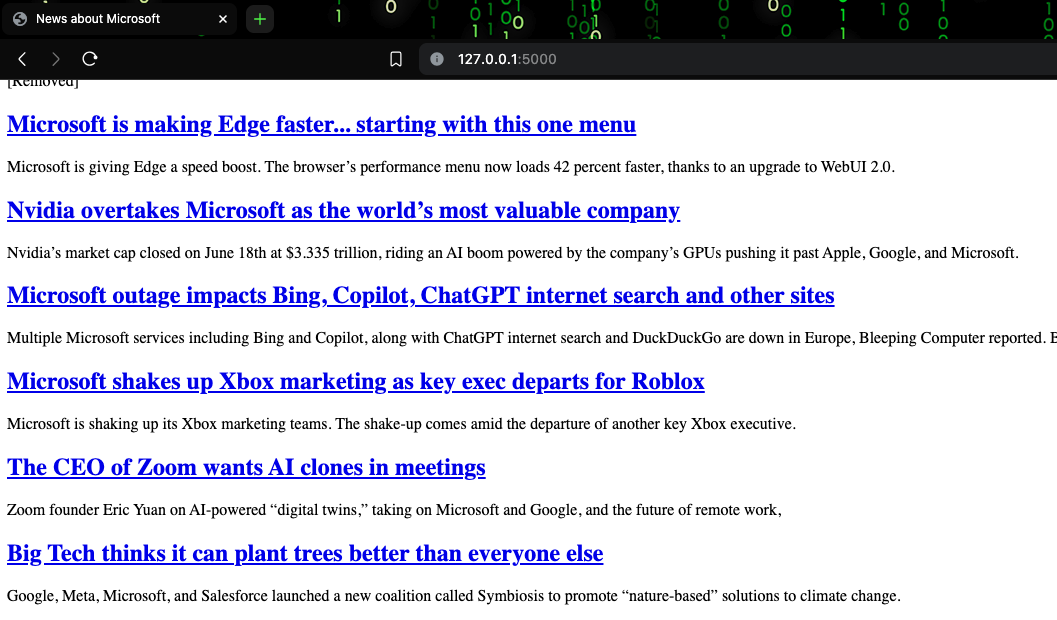 News about Microsoft
127.0.0.1:5000
[Removed]
Microsoft is making Edge faster... starting with this one menu
Microsoft is giving Edge a speed boost. The browser’s performance menu now loads 42 percent faster, thanks to an upgrade to WebUI 2.0.
Nvidia overtakes Microsoft as the world’s most valuable company
Nvidia’s market cap closed on June 18th at $3.335 trillion, riding an AI boom powered by the company’s GPUs pushing it past Apple, Google, and Microsoft.
Microsoft outage impacts Bing, Copilot, ChatGPT internet search and other sites
Multiple Microsoft services including Bing and Copilot, along with ChatGPT internet search and DuckDuckGo are down in Europe, Bleeping Computer reported.
Microsoft shakes up Xbox marketing as key exec departs for Roblox
Microsoft is shaking up its Xbox marketing teams. The shake-up comes amid the departure of another key Xbox executive.
The CEO of Zoom wants AI clones in meetings
Zoom founder Eric Yuan on AI-powered “digital twins,” taking on Microsoft and Google, and the future of remote work,
Big Tech thinks it can plant trees better than everyone else
Google, Meta, Microsoft, and Salesforce launched a new coalition called Symbiosis to promote “nature-based” solutions to climate change.